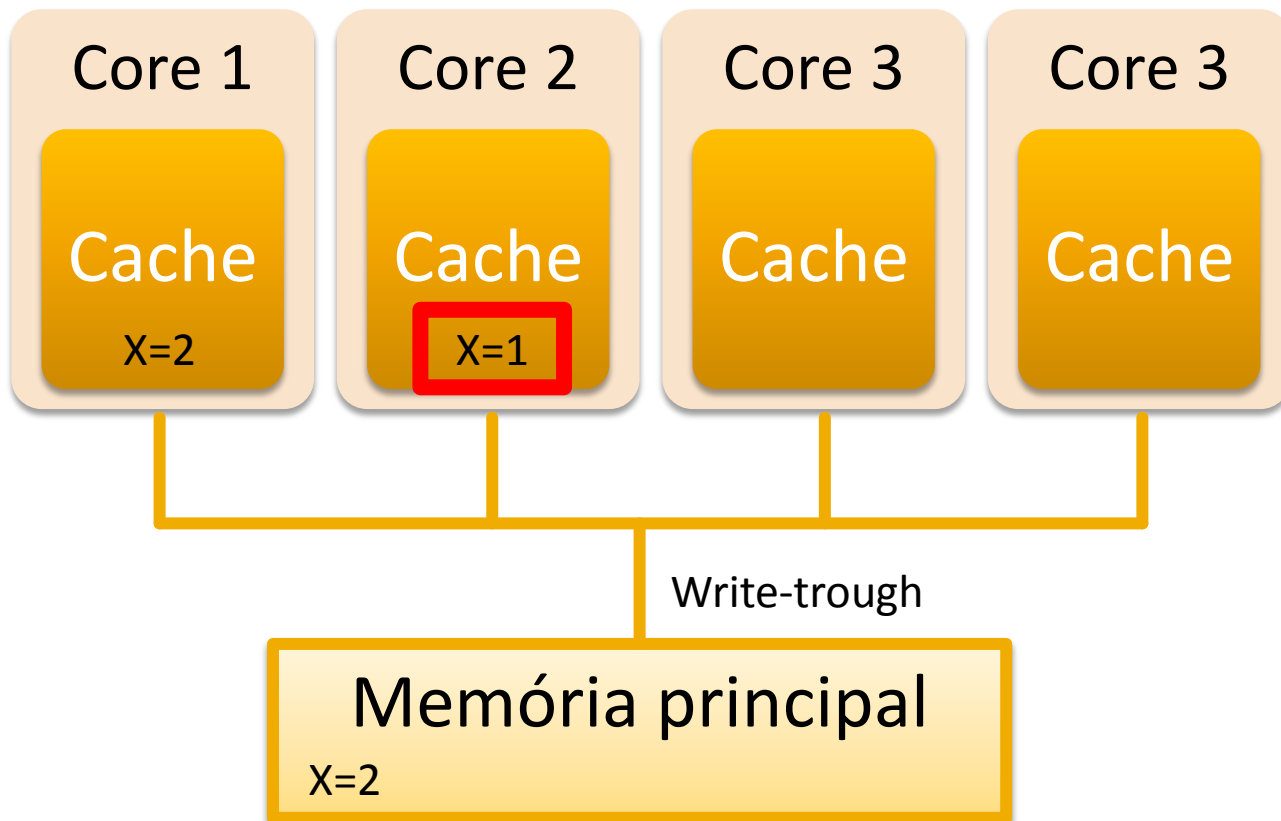 Core 1
Core 2
Core 3
Core 3
Cache
Cache
Cache
Cache
X=2
X=1
Write-trough
Memória principal
X=2